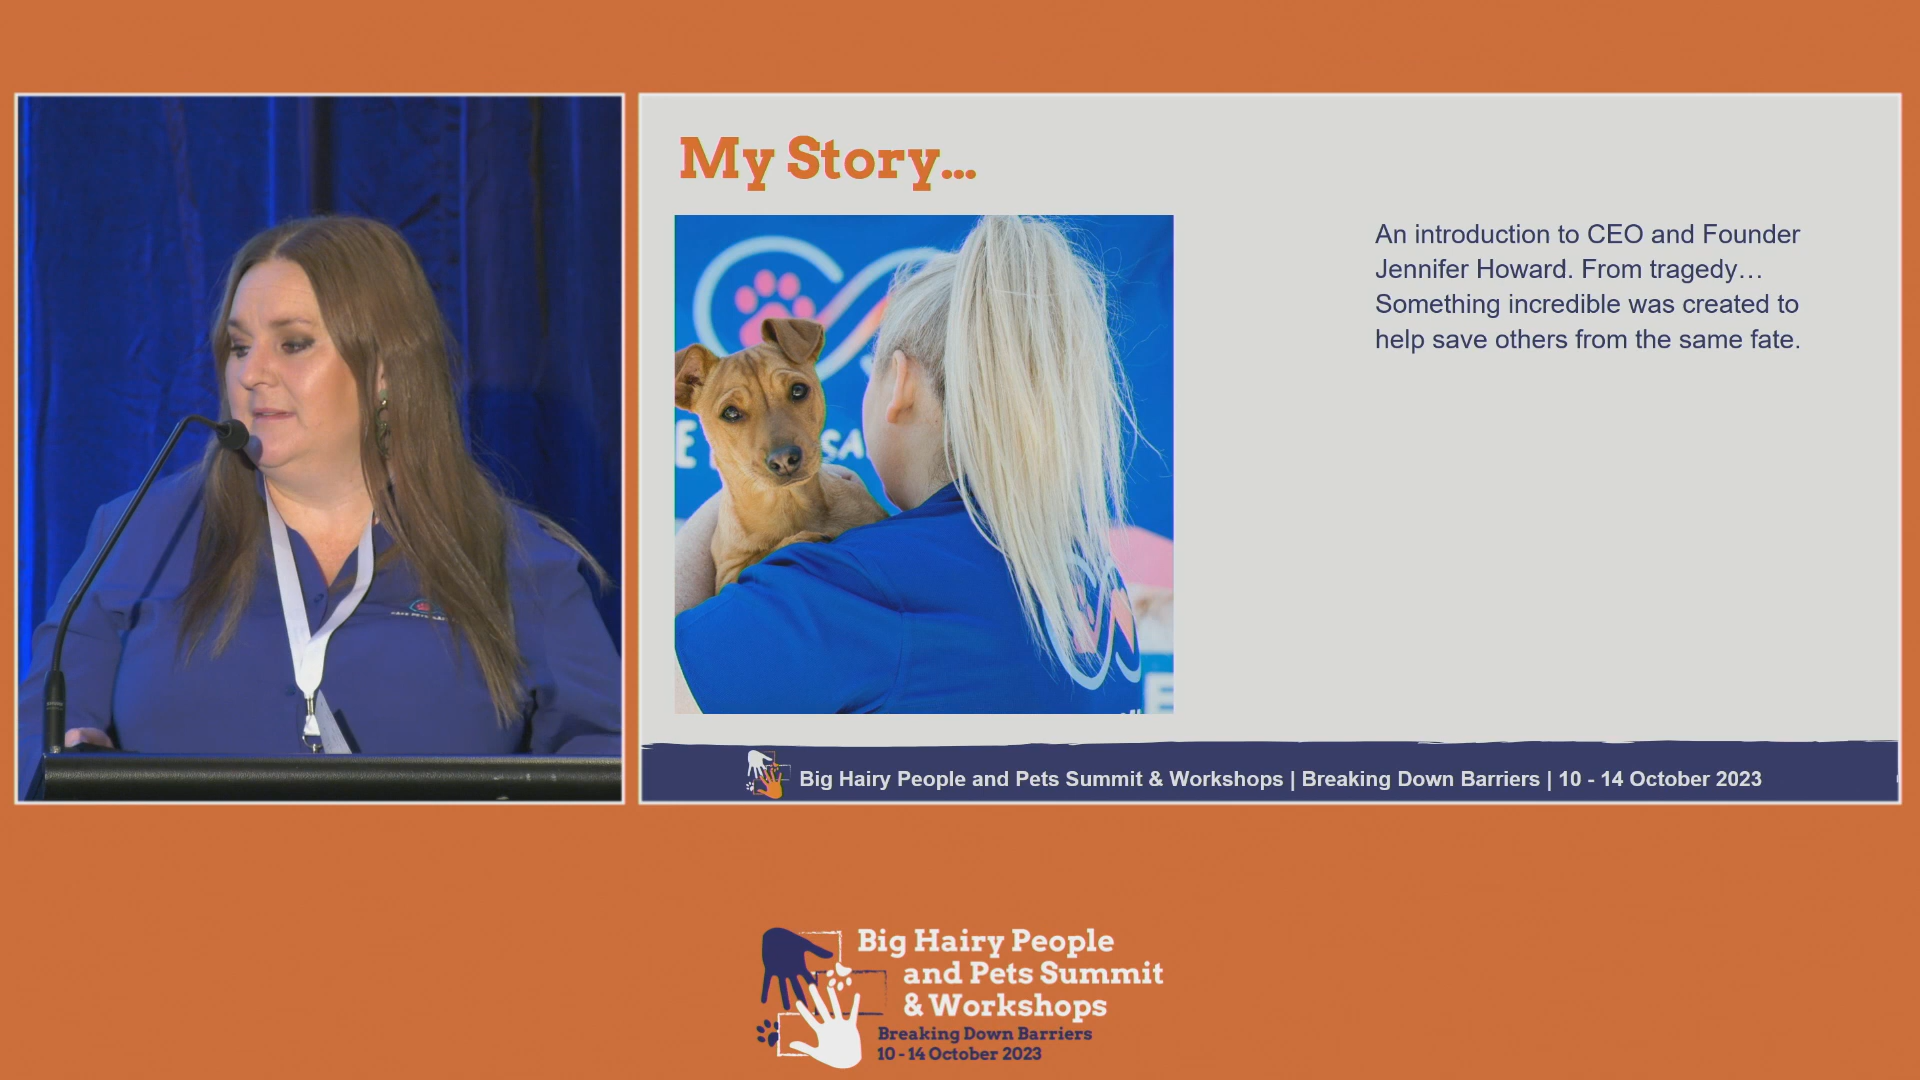 My Story...
An introduction to CEO and Founder
Jennifer Howard. From tragedy…
Something incredible was created to
help save others from the same fate.
SA
Big Hairy People and Pets Summit & Workshops | Breaking Down Barriers | 10 - 14 October 2023
Big Hairy People
and Pets Summit
& Workshops
Breaking Down Barriers
10 - 14 October 2023